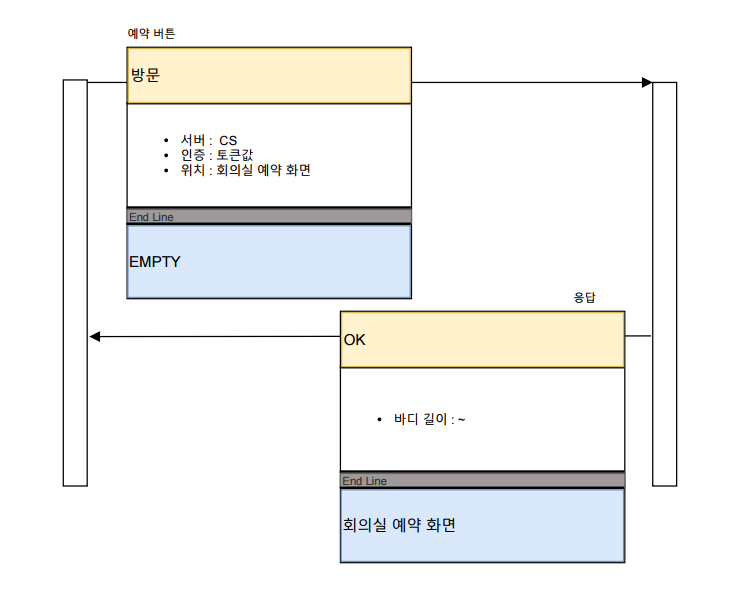 예약 버튼
방문
• 서버 : CS
• 인증 : 토큰값
• 위치 : 회의실 예약 화면
End Line
EMPTY
응답
OK
• 바디 길이 : ~
End Line
회의실 예약 화면